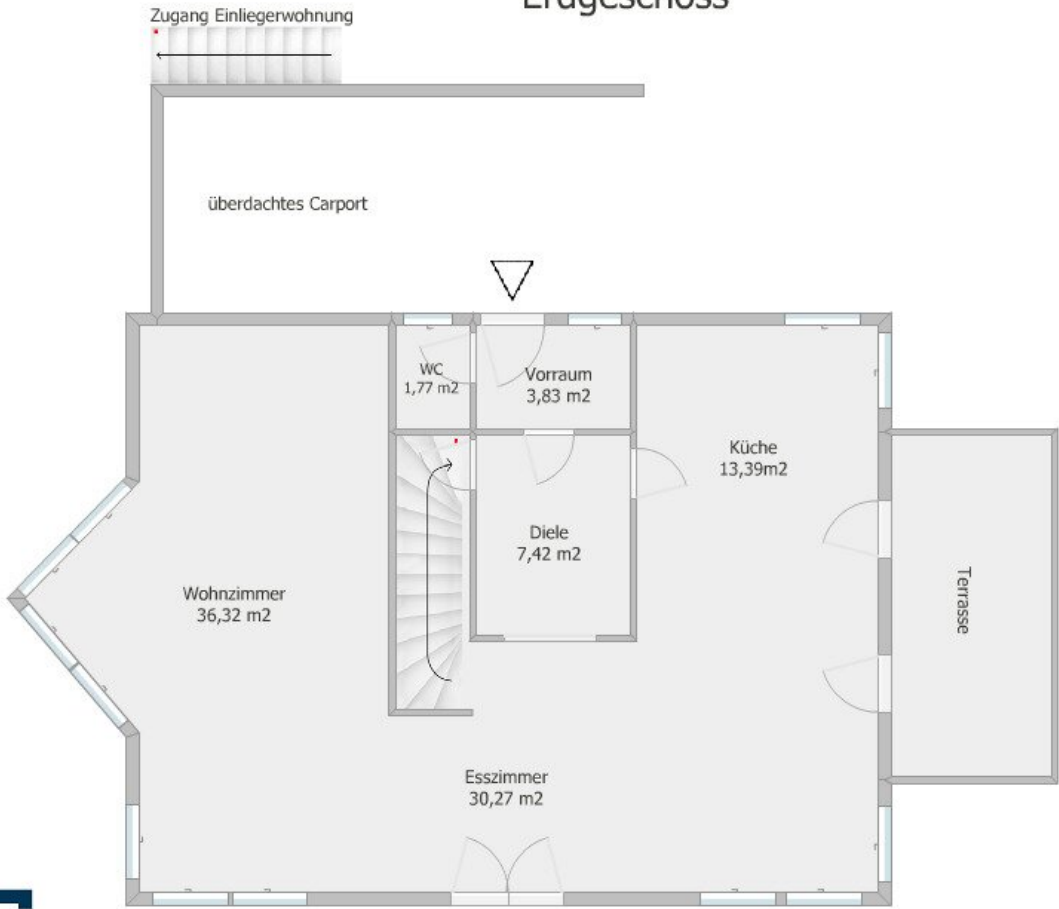 Erdgeschoss
Zugang Einliegerwohnung
überdachtes Carport
WC
1,77 m2
Vorraum
3,83 m2
Küche
13,39m2
Diele
7,42 m2
Wohnzimmer
36,32 m2
Terrasse
Esszimmer
30,27 m2